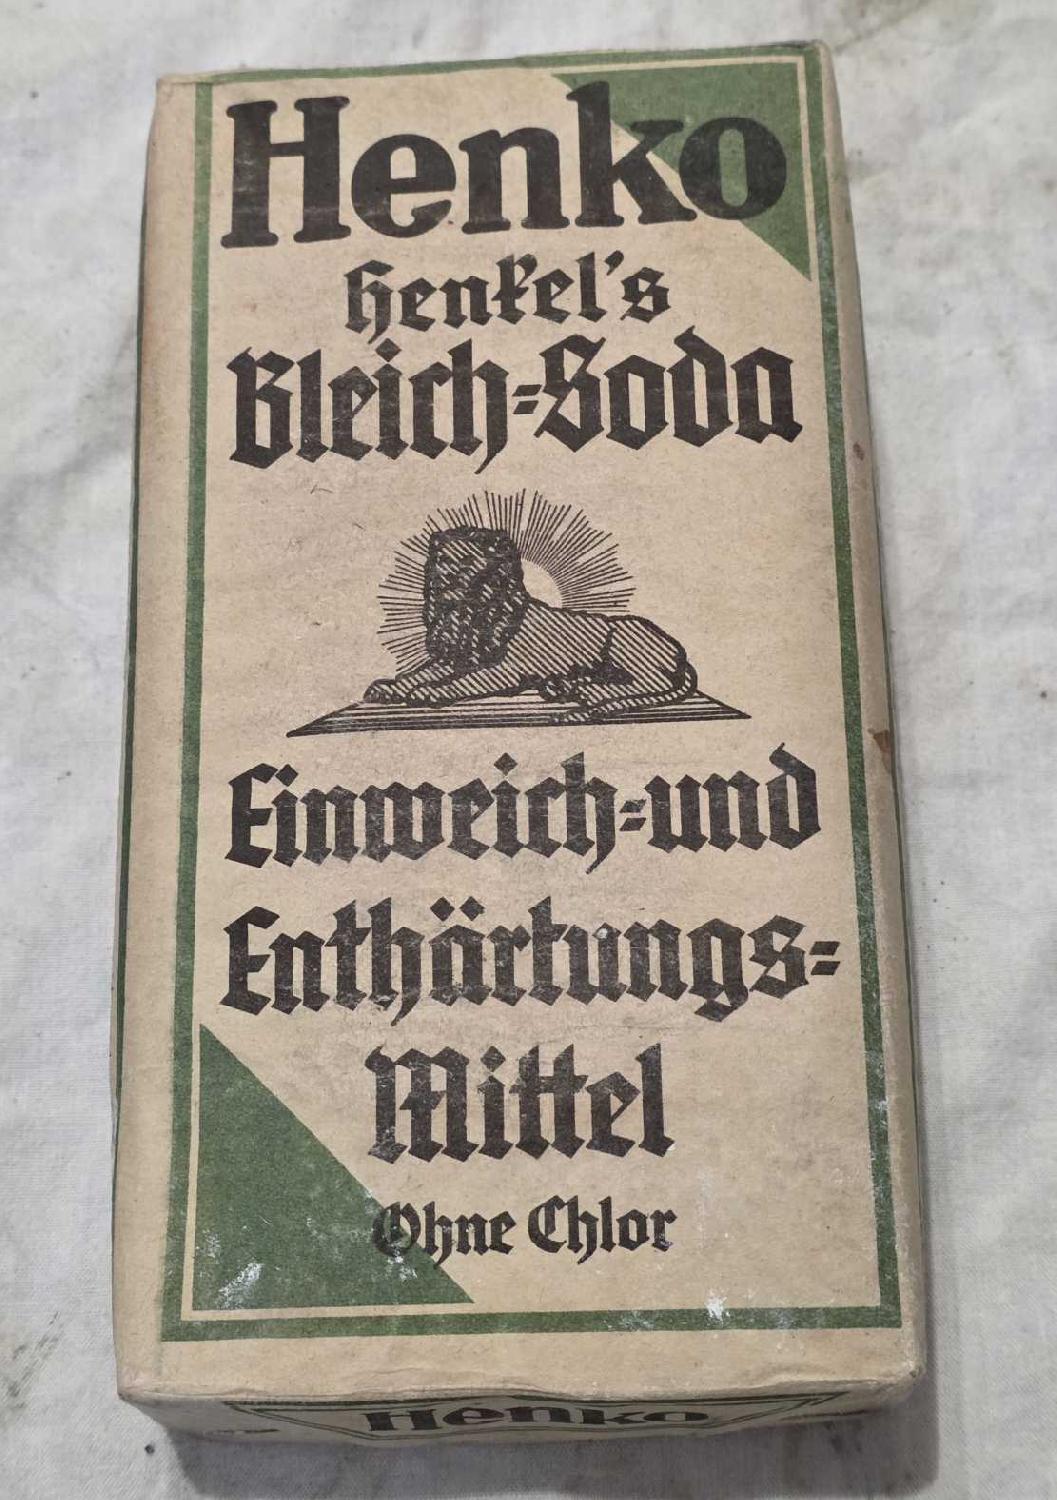 Henko
Henkel's
Bleich=Soda
Einweich=und
Enthärtungs=
Mittel
Ohne Chlor
Henko